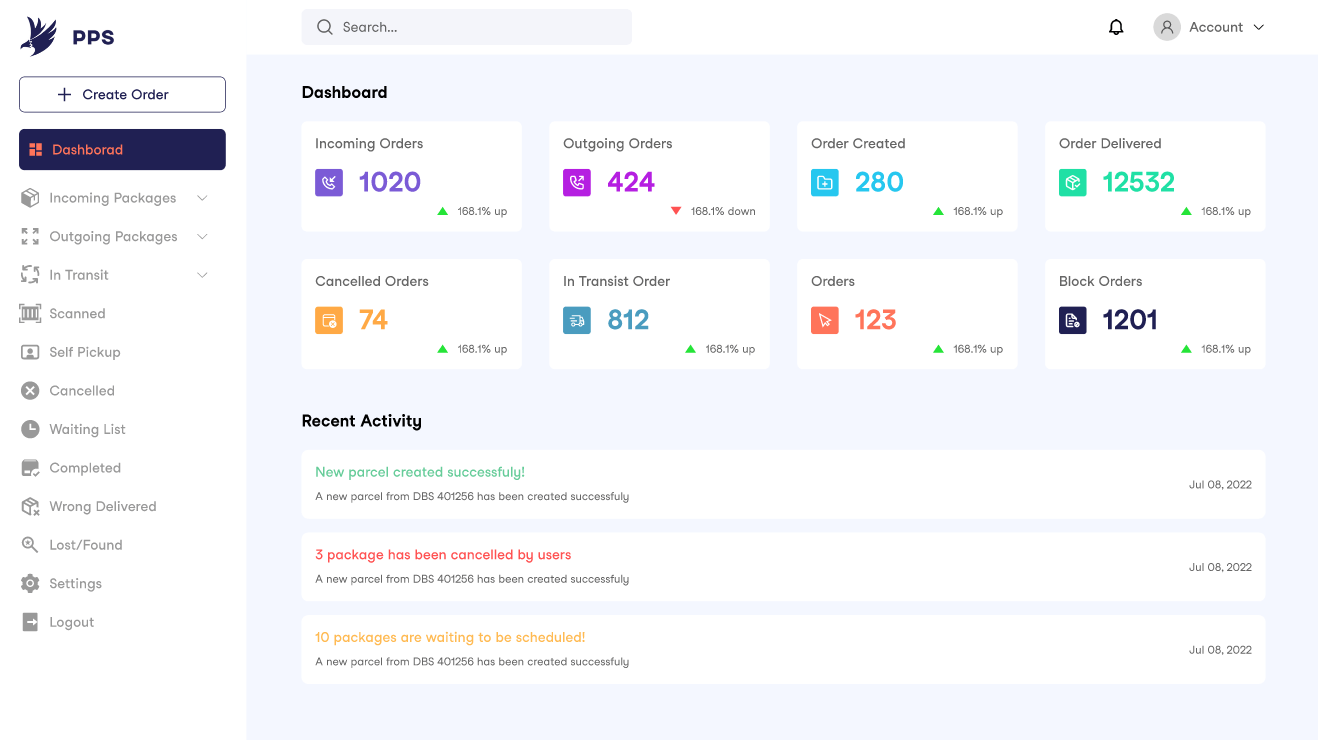 PPS
Search...
Account
Create Order
Dashborad
Incoming Packages
Outgoing Packages
In Transit
Scanned
Self Pickup
Cancelled
Waiting List
Completed
Wrong Delivered
Lost/Found
Settings
Logout
Dashboard
Incoming Orders
1020
168.1% up
Outgoing Orders
424
168.1% down
Order Created
280
168.1% up
Order Delivered
12532
168.1% up
Cancelled Orders
74
168.1% up
In Transist Order
812
168.1% up
Orders
123
168.1% up
Block Orders
1201
168.1% up
Recent Activity
New parcel created successfuly!
A new parcel from DBS 401256 has been created successfuly
Jul 08, 2022
3 package has been cancelled by users
A new parcel from DBS 401256 has been created successfuly
Jul 08, 2022
10 packages are waiting to be scheduled!
A new parcel from DBS 401256 has been created successfuly
Jul 08, 2022